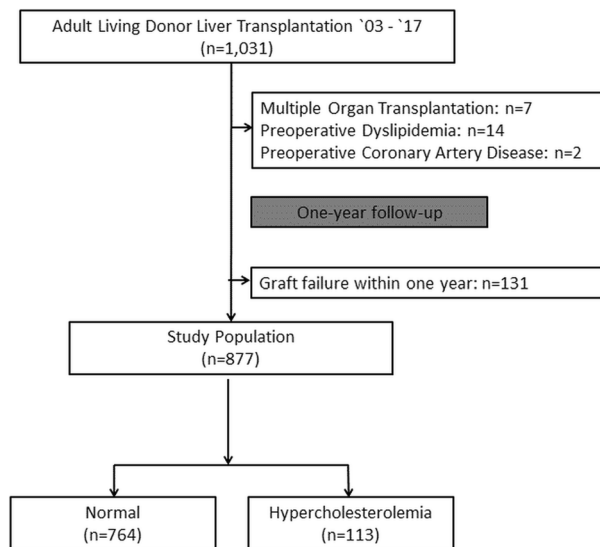 Adult Living Donor Liver Transplantation `03 - `17
(n=1,031)
Multiple Organ Transplantation: n=7
Preoperative Dyslipidemia: n=14
Preoperative Coronary Artery Disease: n=2
One-year follow-up
Graft failure within one year: n=131
Study Population
(n=877)
Normal
(n=764)
Hypercholesterolemia
(n=113)